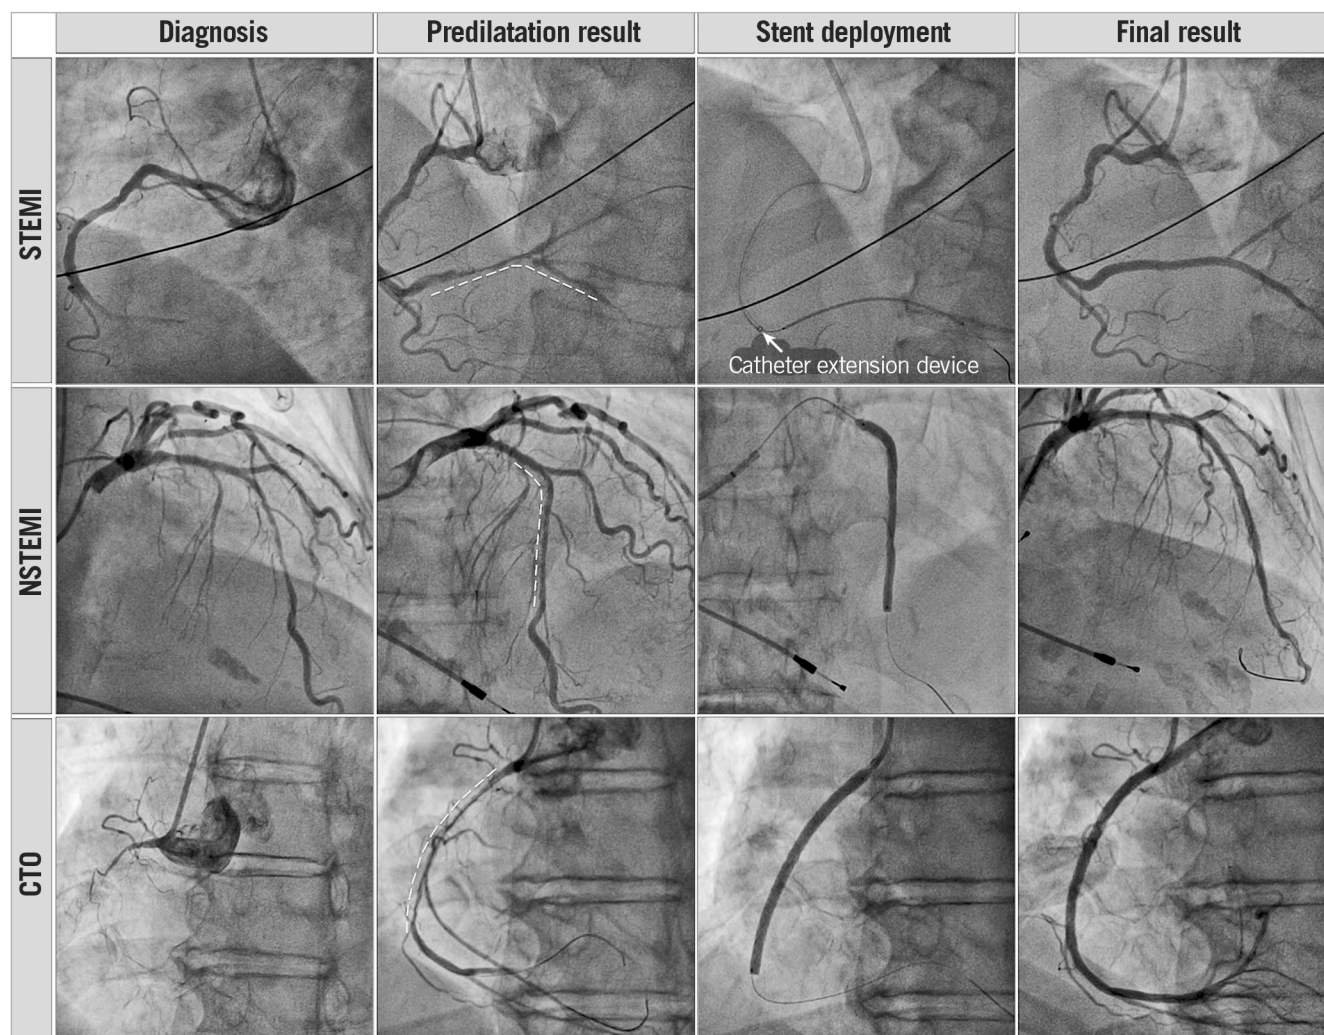 Diagnosis
Predilatation result
Stent deployment
Final result
STEMI
Catheter extension device
NSTEMI
CTO